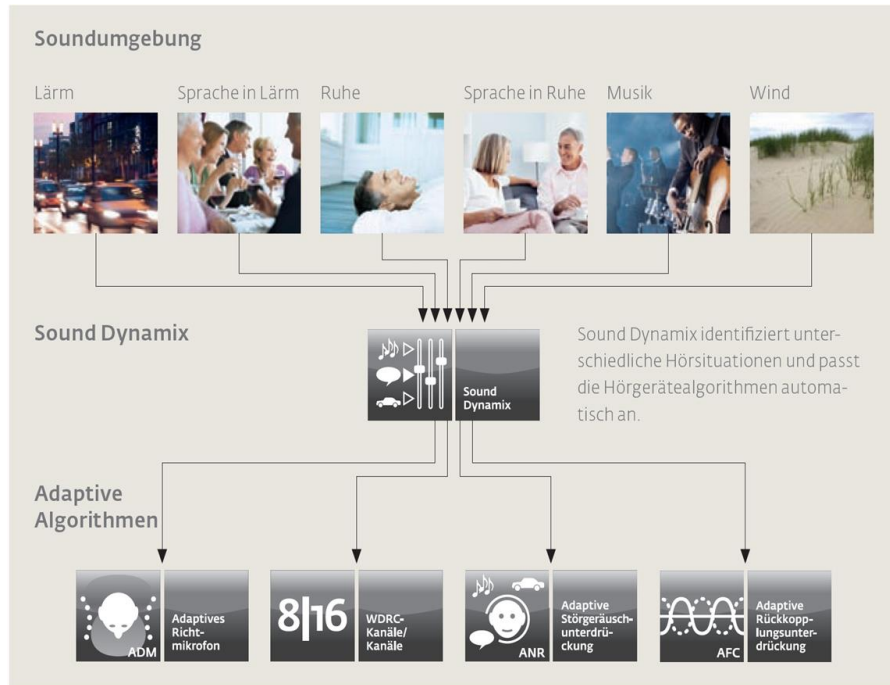 Soundumgebung
Lärm
Sprache in Lärm
Ruhe
Sprache in Ruhe
Musik
Wind
Sound Dynamix
Sound
Dynamix
Sound Dynamix identifiziert unter-
schiedliche Hörsituationen und passt
die Hörgerätealgorithmen automa-
tisch an.
Adaptive
Algorithmen
ADM
Adaptives
Richt-
mikrofon
8|16
WDRC-
Kanäle/
Kanäle
ANR
Adaptive
Störgeräusch-
unterdrü-
ckung
AFC
Adaptive
Rückkopp-
lungsunter-
drückung